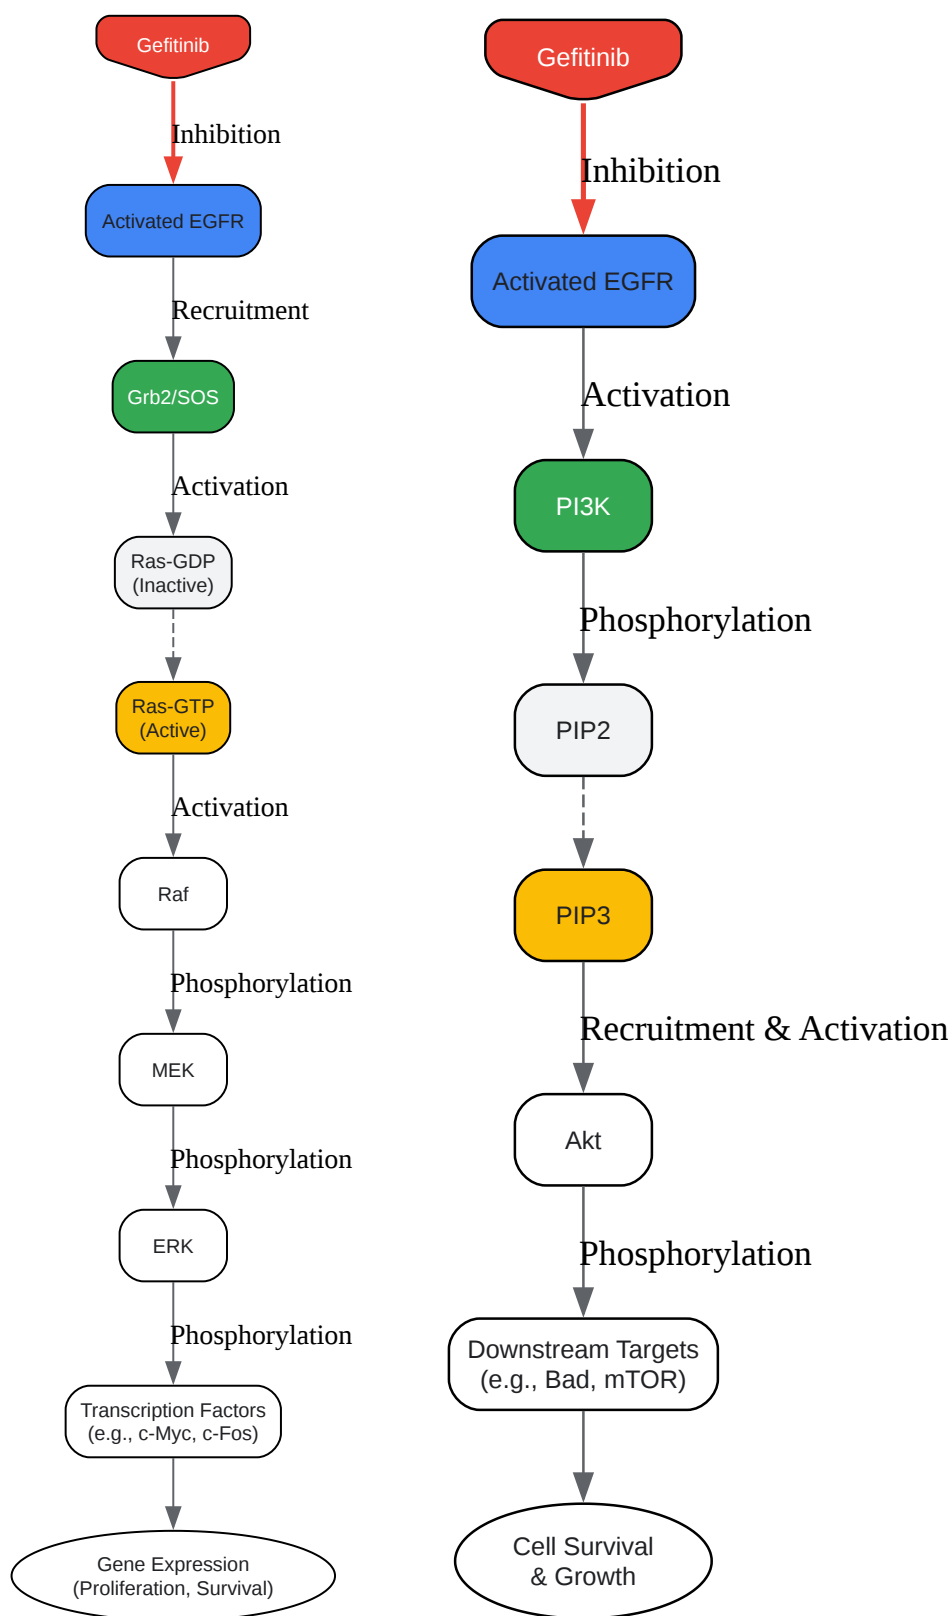 Gefitinib
Inhibition
Activated EGFR
Recruitment
Grb2/SOS
Activation
Ras-GDP
(Inactive)
Ras-GTP
(Active)
Activation
Raf
Phosphorylation
MEK
Phosphorylation
ERK
Phosphorylation
Transcription Factors
(e.g., c-Myc, c-Fos)
Gene Expression
(Proliferation, Survival)
Gefitinib
Inhibition
Activated EGFR
Activation
PI3K
Phosphorylation
PIP2
PIP3
Recruitment & Activation
Akt
Phosphorylation
Downstream Targets
(e.g., Bad, mTOR)
Cell Survival
& Growth